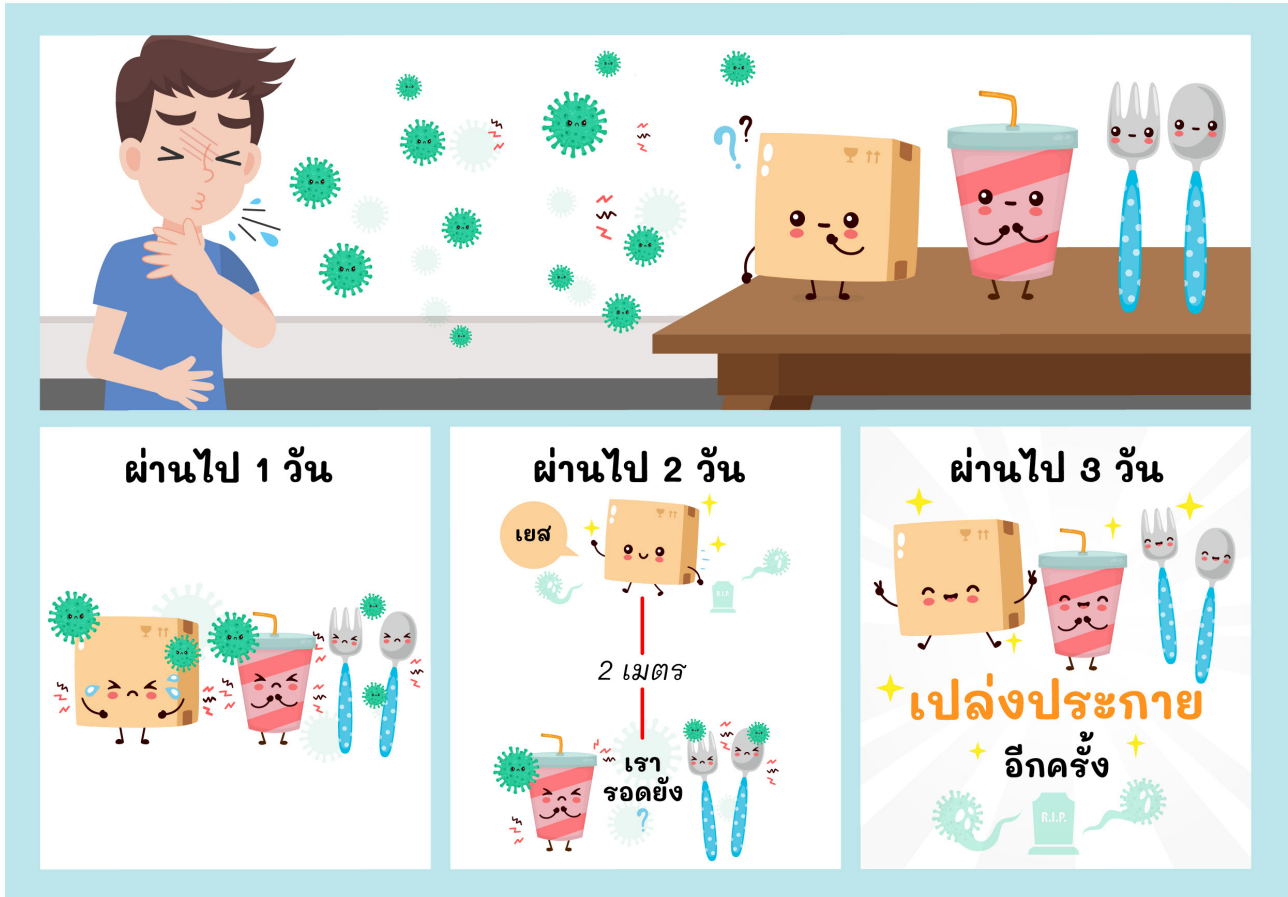 ? ?
ผ่านไป 1 วัน
ผ่านไป 2 วัน
เยส
R.I.P.
2 เมตร
เรา
รอดยัง
?
ผ่านไป 3 วัน
เปล่งประกาย
อีกครั้ง
R.I.P.